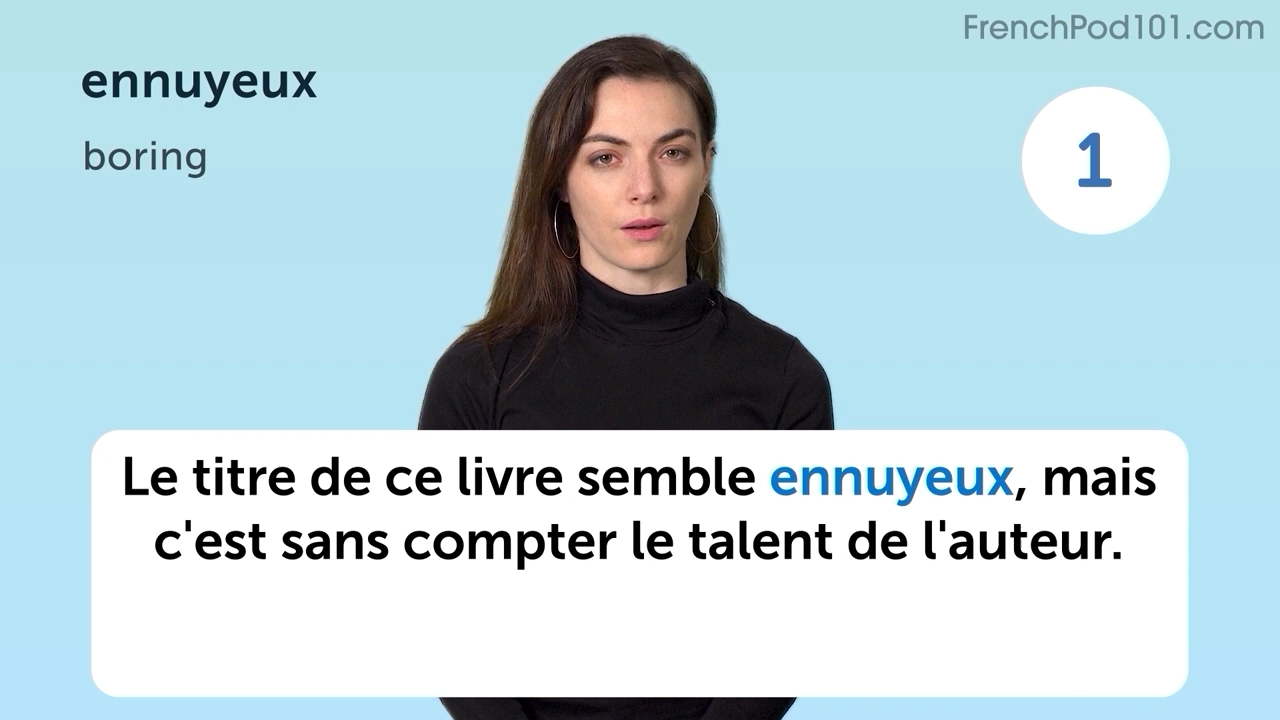 FrenchPod101.com
ennuyeux
boring
1
Le titre de ce livre semble ennuyeux, mais
c'est sans compter le talent de l'auteur.